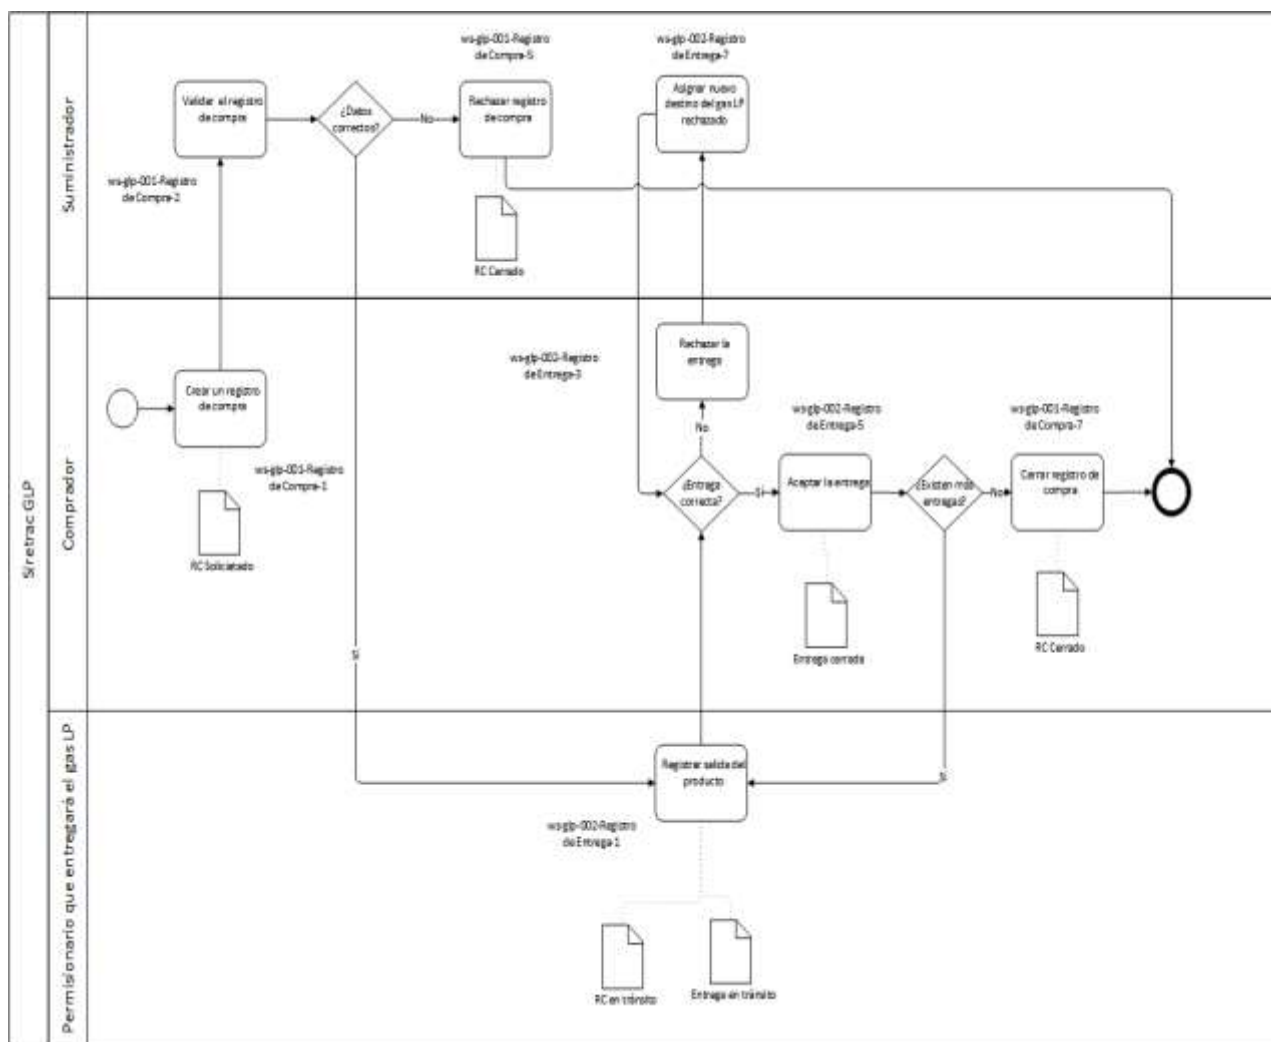 Siretrac GLP
Suministrador
ws-glp-001-Registro
de Compra-5
ws-glp-002-Registro
de Entrega-7
Validar el registro
de compra
¿Datos
correctos?
No
Rechazar registro
de compra
Asignar nuevo
destino del gas LP
rechazado
ws-glp-001-Registro
de Compra-2
RC Cerrado
Comprador
Rechazar la
entrega
ws-glp-002-Registro
de Entrega-3
Crear un registro
de compra
ws-glp-002-Registro
de Entrega-5
ws-glp-001-Registro
de Compra-7
No
ws-glp-001-Registro
de Compra-1
¿Entrega
correcta?
Sí
Aceptar la entrega
¿Existen más
entregas?
No
Cerrar registro de
compra
RC Soliciatado
Entrega cerrada
RC Cerrado
Sí
Permisionario que entregará el gas LP
Registrar salida del
producto
Sí
ws-glp-002-Registro
de Entrega-1
RC en tránsito
Entrega en tránsito